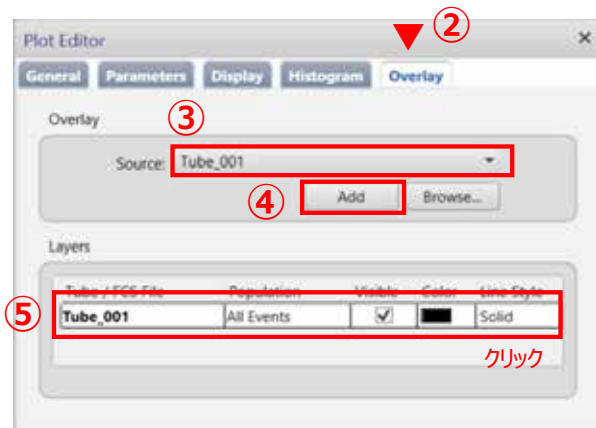 ②
Plot Editor
General Parameters Display Histogram Overlay
Overlay
③
Source: Tube_001
④ Add Browse...
Layers
Tube / FCS File Population Visible Color Line Style
⑤ Tube_001 All Events Solid
クリック